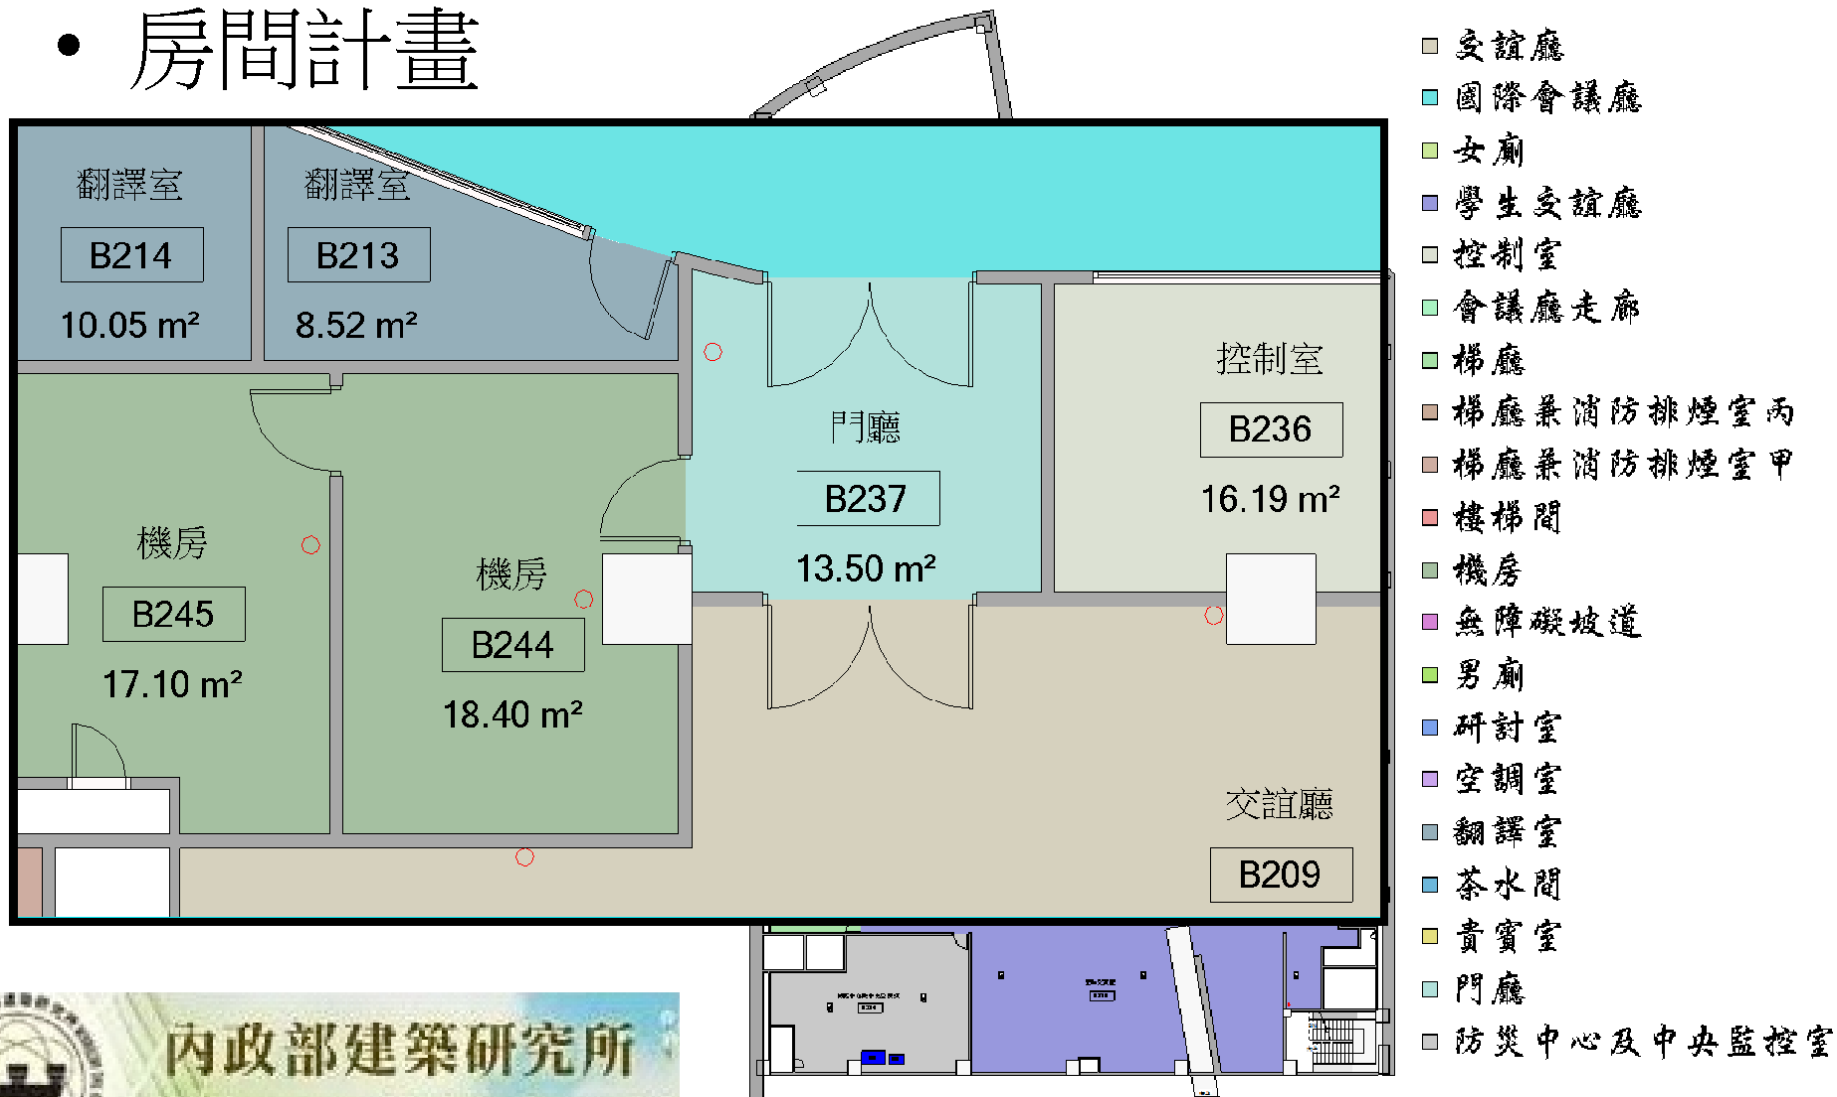 • 房間計畫
翻譯室
B214
10.05 m²
翻譯室
B213
8.52 m²
機房
B245
17.10 m²
機房
B244
18.40 m²
門廳
B237
13.50 m²
控制室
B236
16.19 m²
交誼廳
B209
內政部建築研究所
交誼廳
國際會議廳
女廁
學生交誼廳
控制室
會議廳走廊
梯廳
梯廳兼消防排煙室丙
梯廳兼消防排煙室甲
樓梯間
機房
無障礙坡道
男廁
研討室
空調室
翻譯室
茶水間
貴賓室
門廳
防災中心及中央監控室